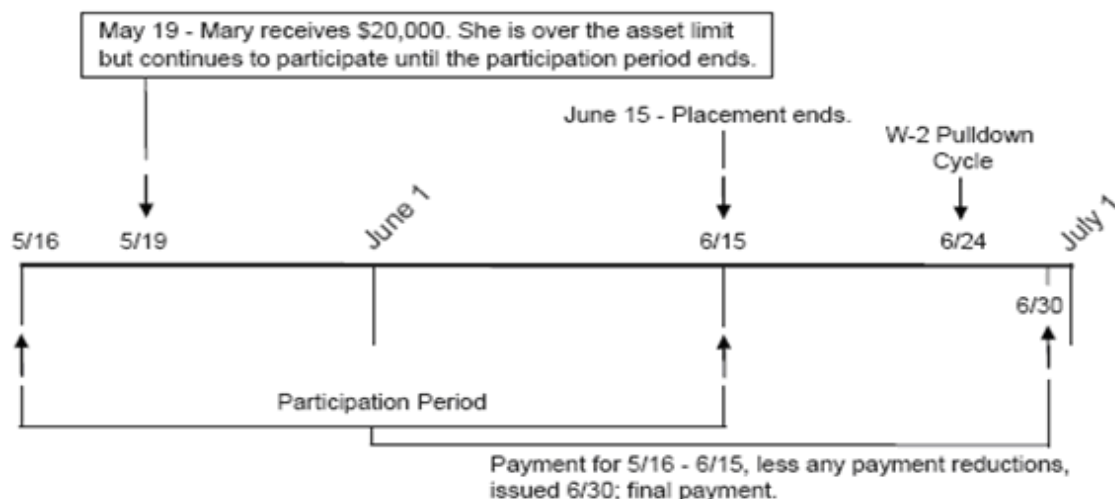 May 19 - Mary receives $20,000. She is over the asset limit
but continues to participate until the participation period ends.
June 15 - Placement ends.
W-2 Pulldown
Cycle
5/16
5/19
June 1
6/15
6/24
July 1
6/30
Participation Period
Payment for 5/16 - 6/15, less any payment reductions,
issued 6/30; final payment.